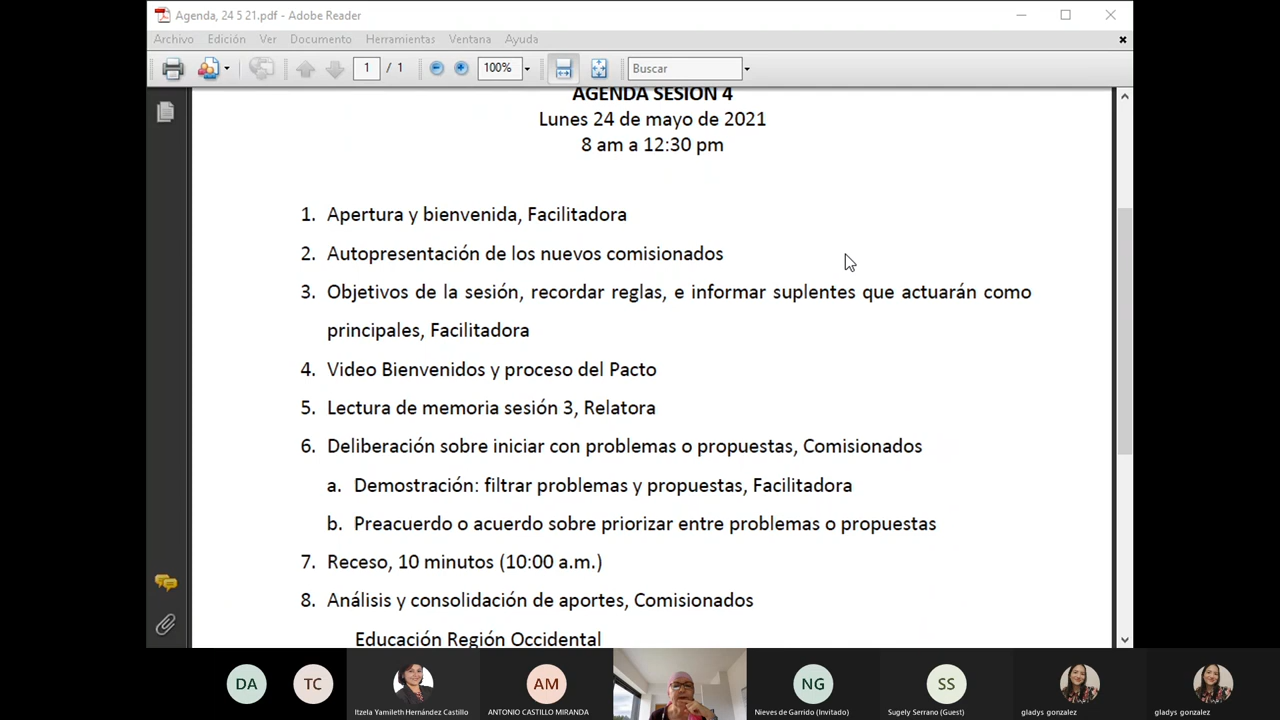 Agenda, 24 5 21.pdf - Adobe Reader
Archivo Edición Ver Documento Herramientas Ventana Ayuda
1 / 1 100% Buscar
AGENDA SESION 4
Lunes 24 de mayo de 2021
8 am a 12:30 pm
1. Apertura y bienvenida, Facilitadora
2. Autopresentación de los nuevos comisionados
3. Objetivos de la sesión, recordar reglas, e informar suplentes que actuarán como
principales, Facilitadora
4. Video Bienvenidos y proceso del Pacto
5. Lectura de memoria sesión 3, Relatora
6. Deliberación sobre iniciar con problemas o propuestas, Comisionados
a. Demostración: filtrar problemas y propuestas, Facilitadora
b. Preacuerdo o acuerdo sobre priorizar entre problemas o propuestas
7. Receso, 10 minutos (10:00 a.m.)
8. Análisis y consolidación de aportes, Comisionados
Educación Región Occidental
DA TC AM NG SS
Itzela Yamileth Hernández Castillo ANTONIO CASTILLO MIRANDA Nieves de Garrido (Invitado) Sugely Serrano (Guest) gladys gonzalez gladys gonzalez